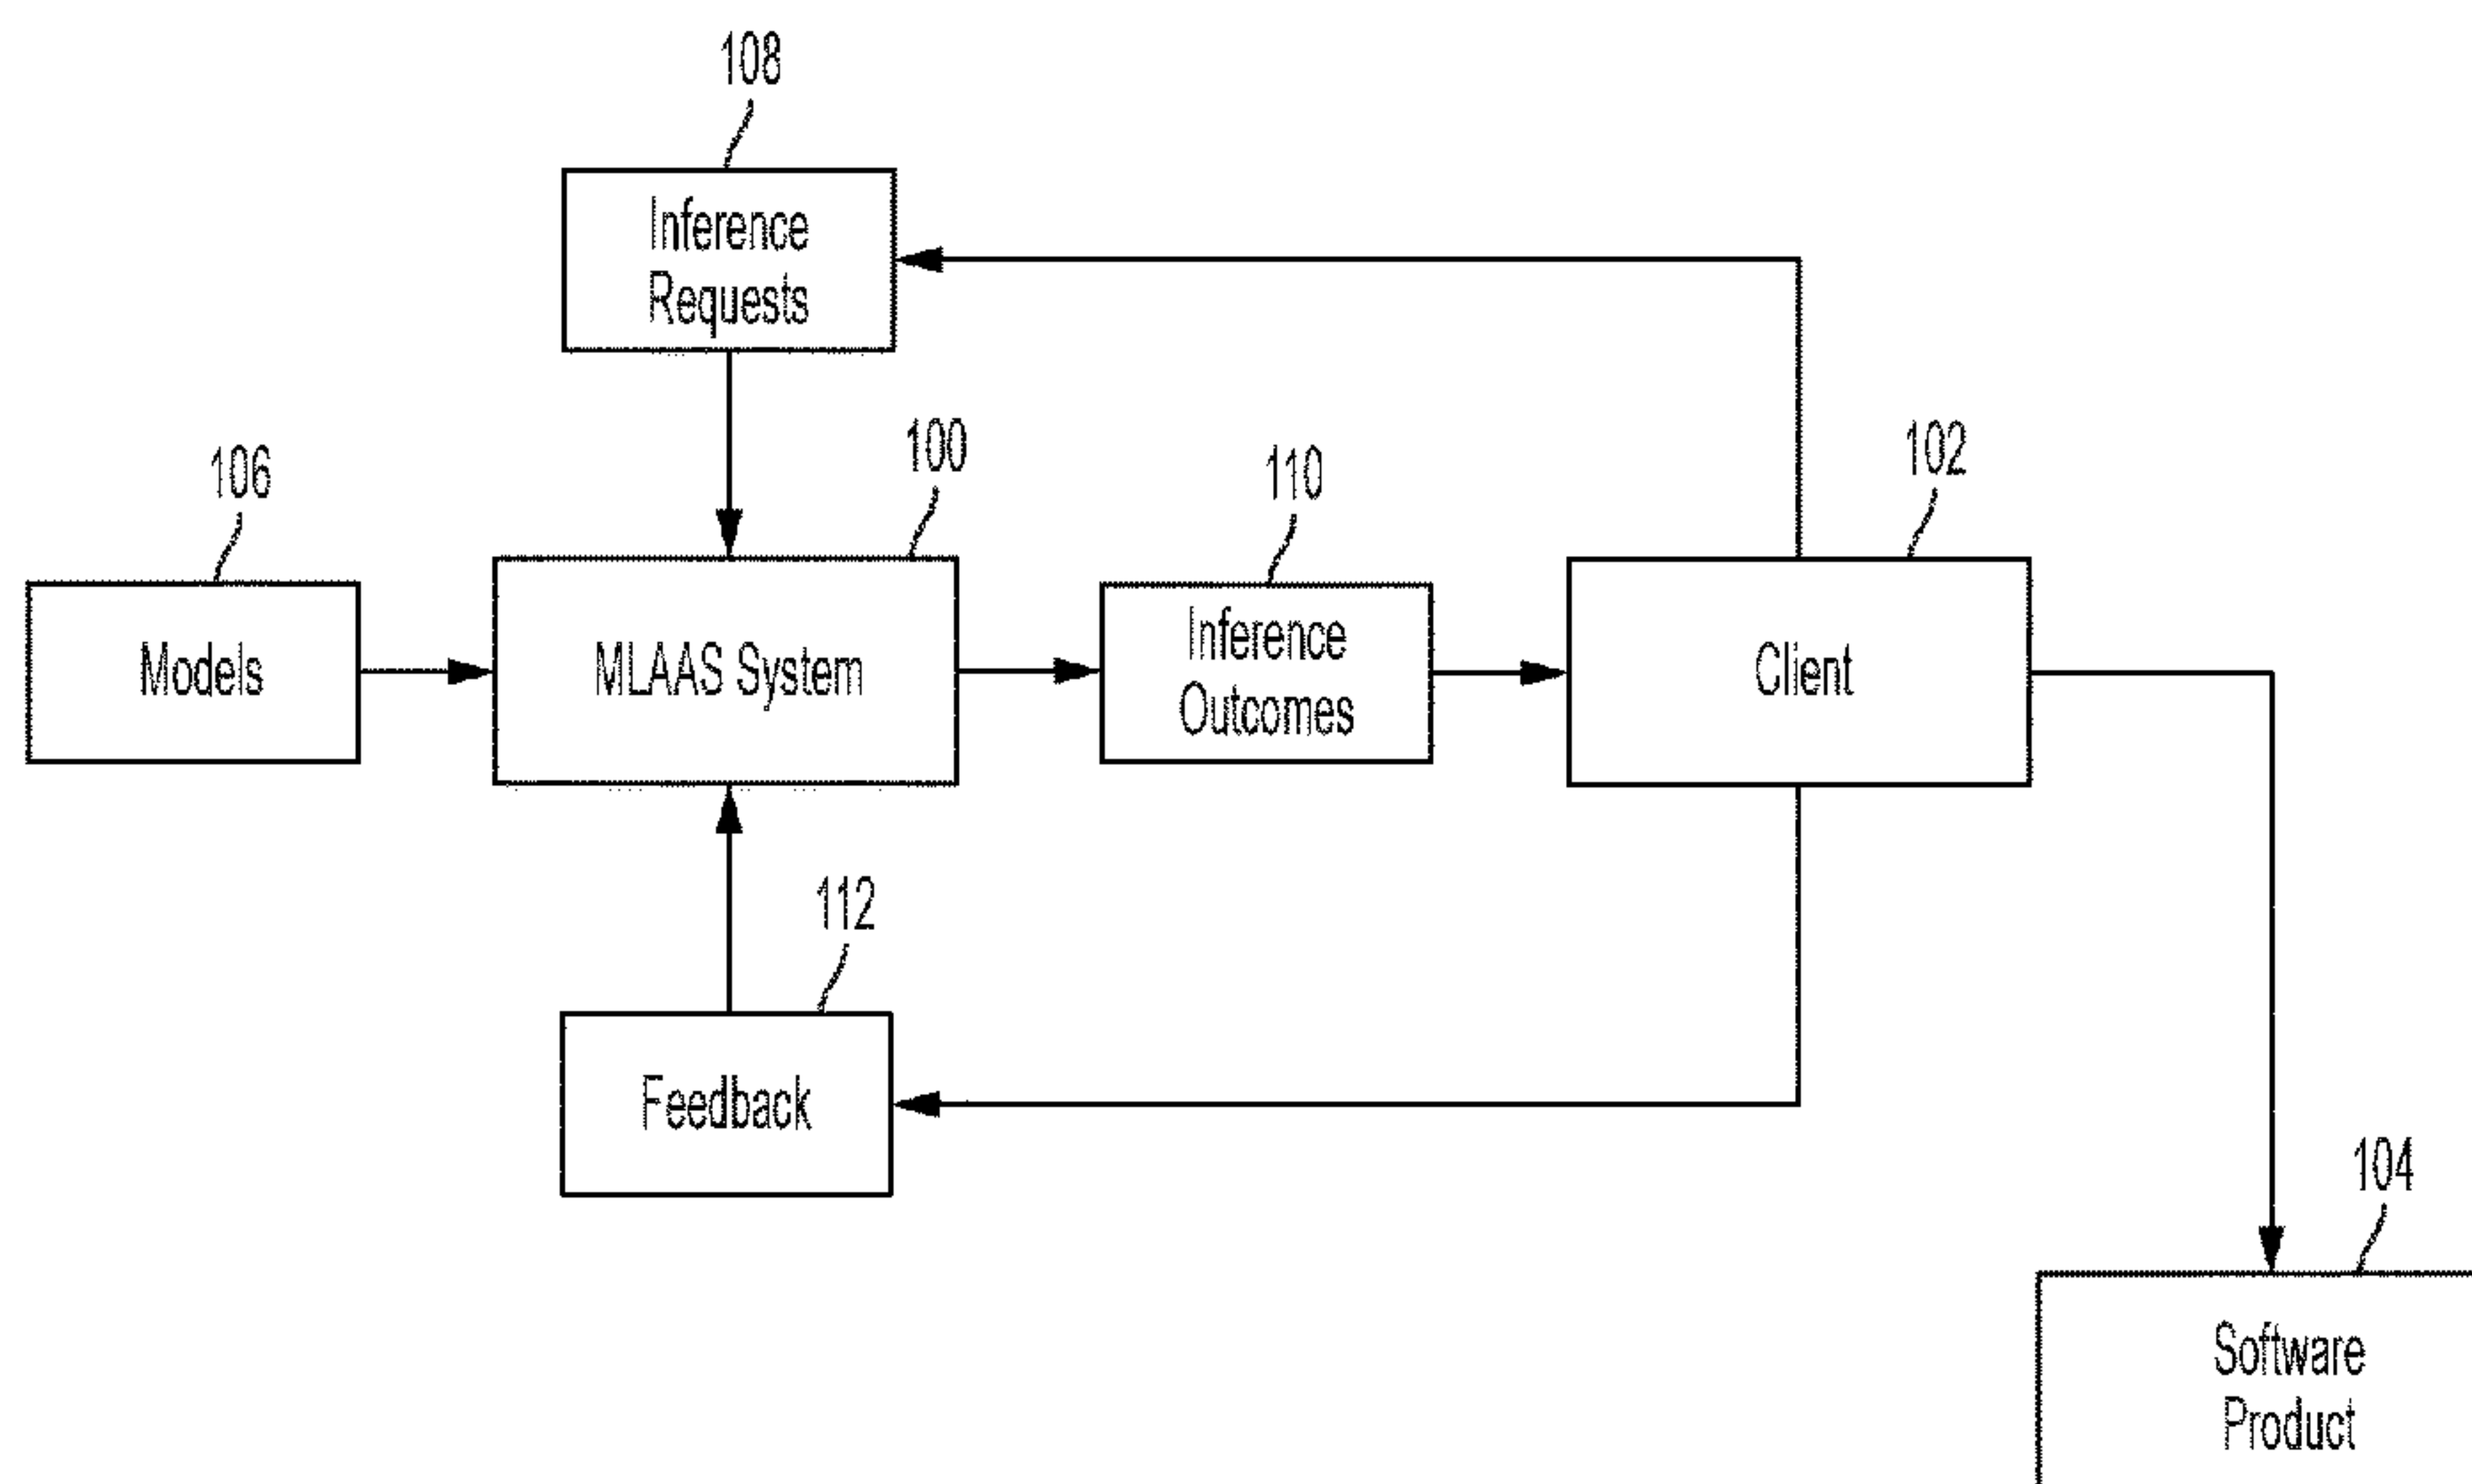 108
Inference
Requests
106
100
110
102
Models
MLAAS System
Inference
Outcomes
Client
112
Feedback
104
Software
Product